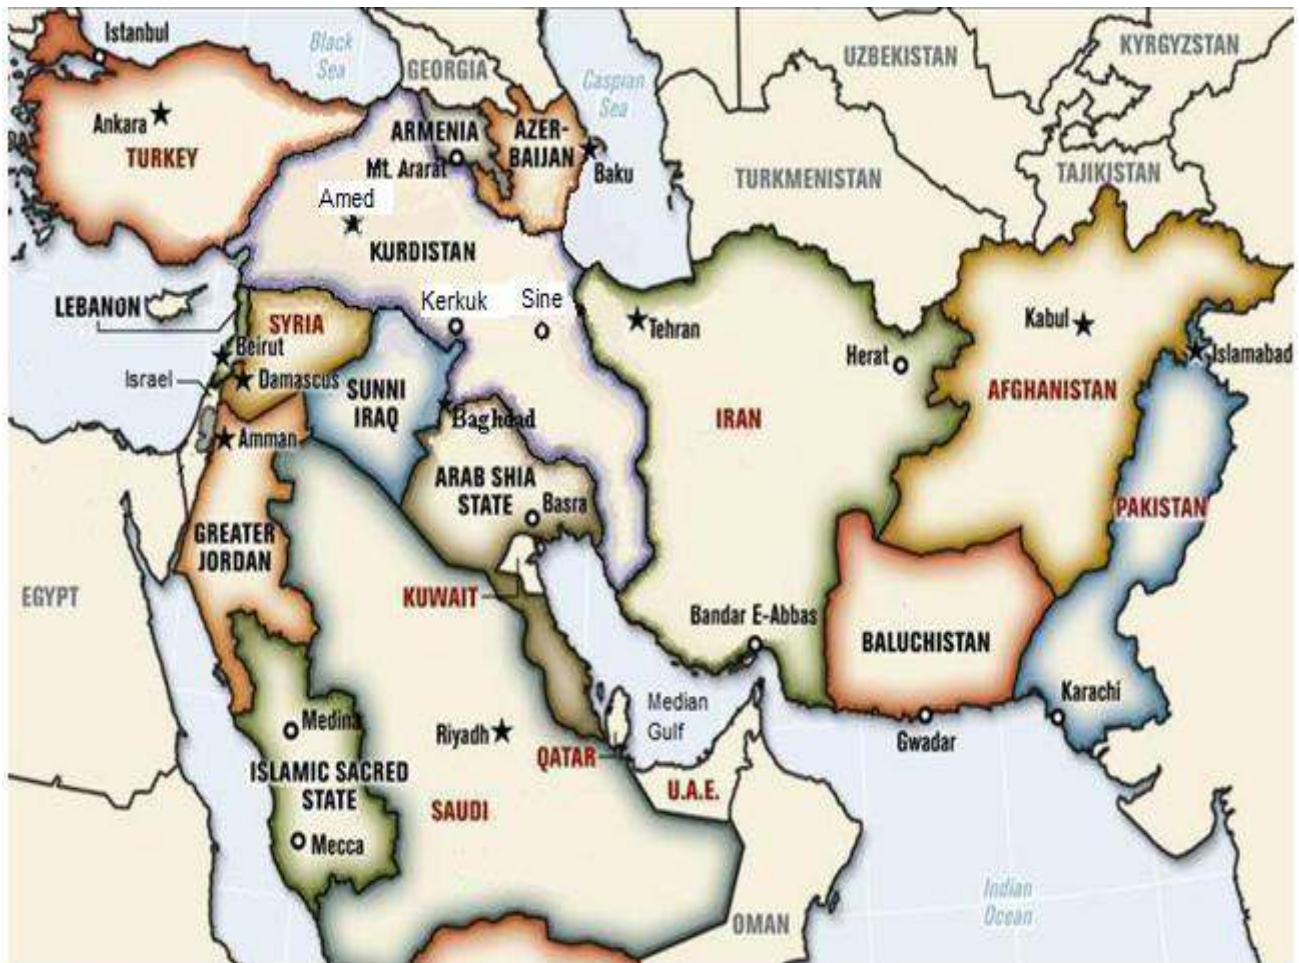 Istanbul
Black
Sea
GEORGIA
Caspian
Sea
UZBEKISTAN
KYRGYZSTAN
Ankara
TURKEY
ARMENIA
Mt. Ararat
AZER-
BAIJAN
Baku
TURKMENISTAN
TAJIKISTAN
Amed
KURDISTAN
LEBANON
SYRIA
Kerkuk
Sine
Tehran
Herat
Kabul
Islamabad
Beirut
Israel
Damascus
SUNNI
IRAQ
Baghdad
IRAN
AFGHANISTAN
Amman
ARAB SHIA
STATE
Basra
PAKISTAN
GREATER
JORDAN
EGYPT
KUWAIT
Bandar E-Abbas
BALUCHISTAN
Karachi
Gwadar
Medina
Riyadh
Median
Gulf
QATAR
ISLAMIC SACRED
STATE
SAUDI
U.A.E.
Mecca
OMAN
Indian
Ocean